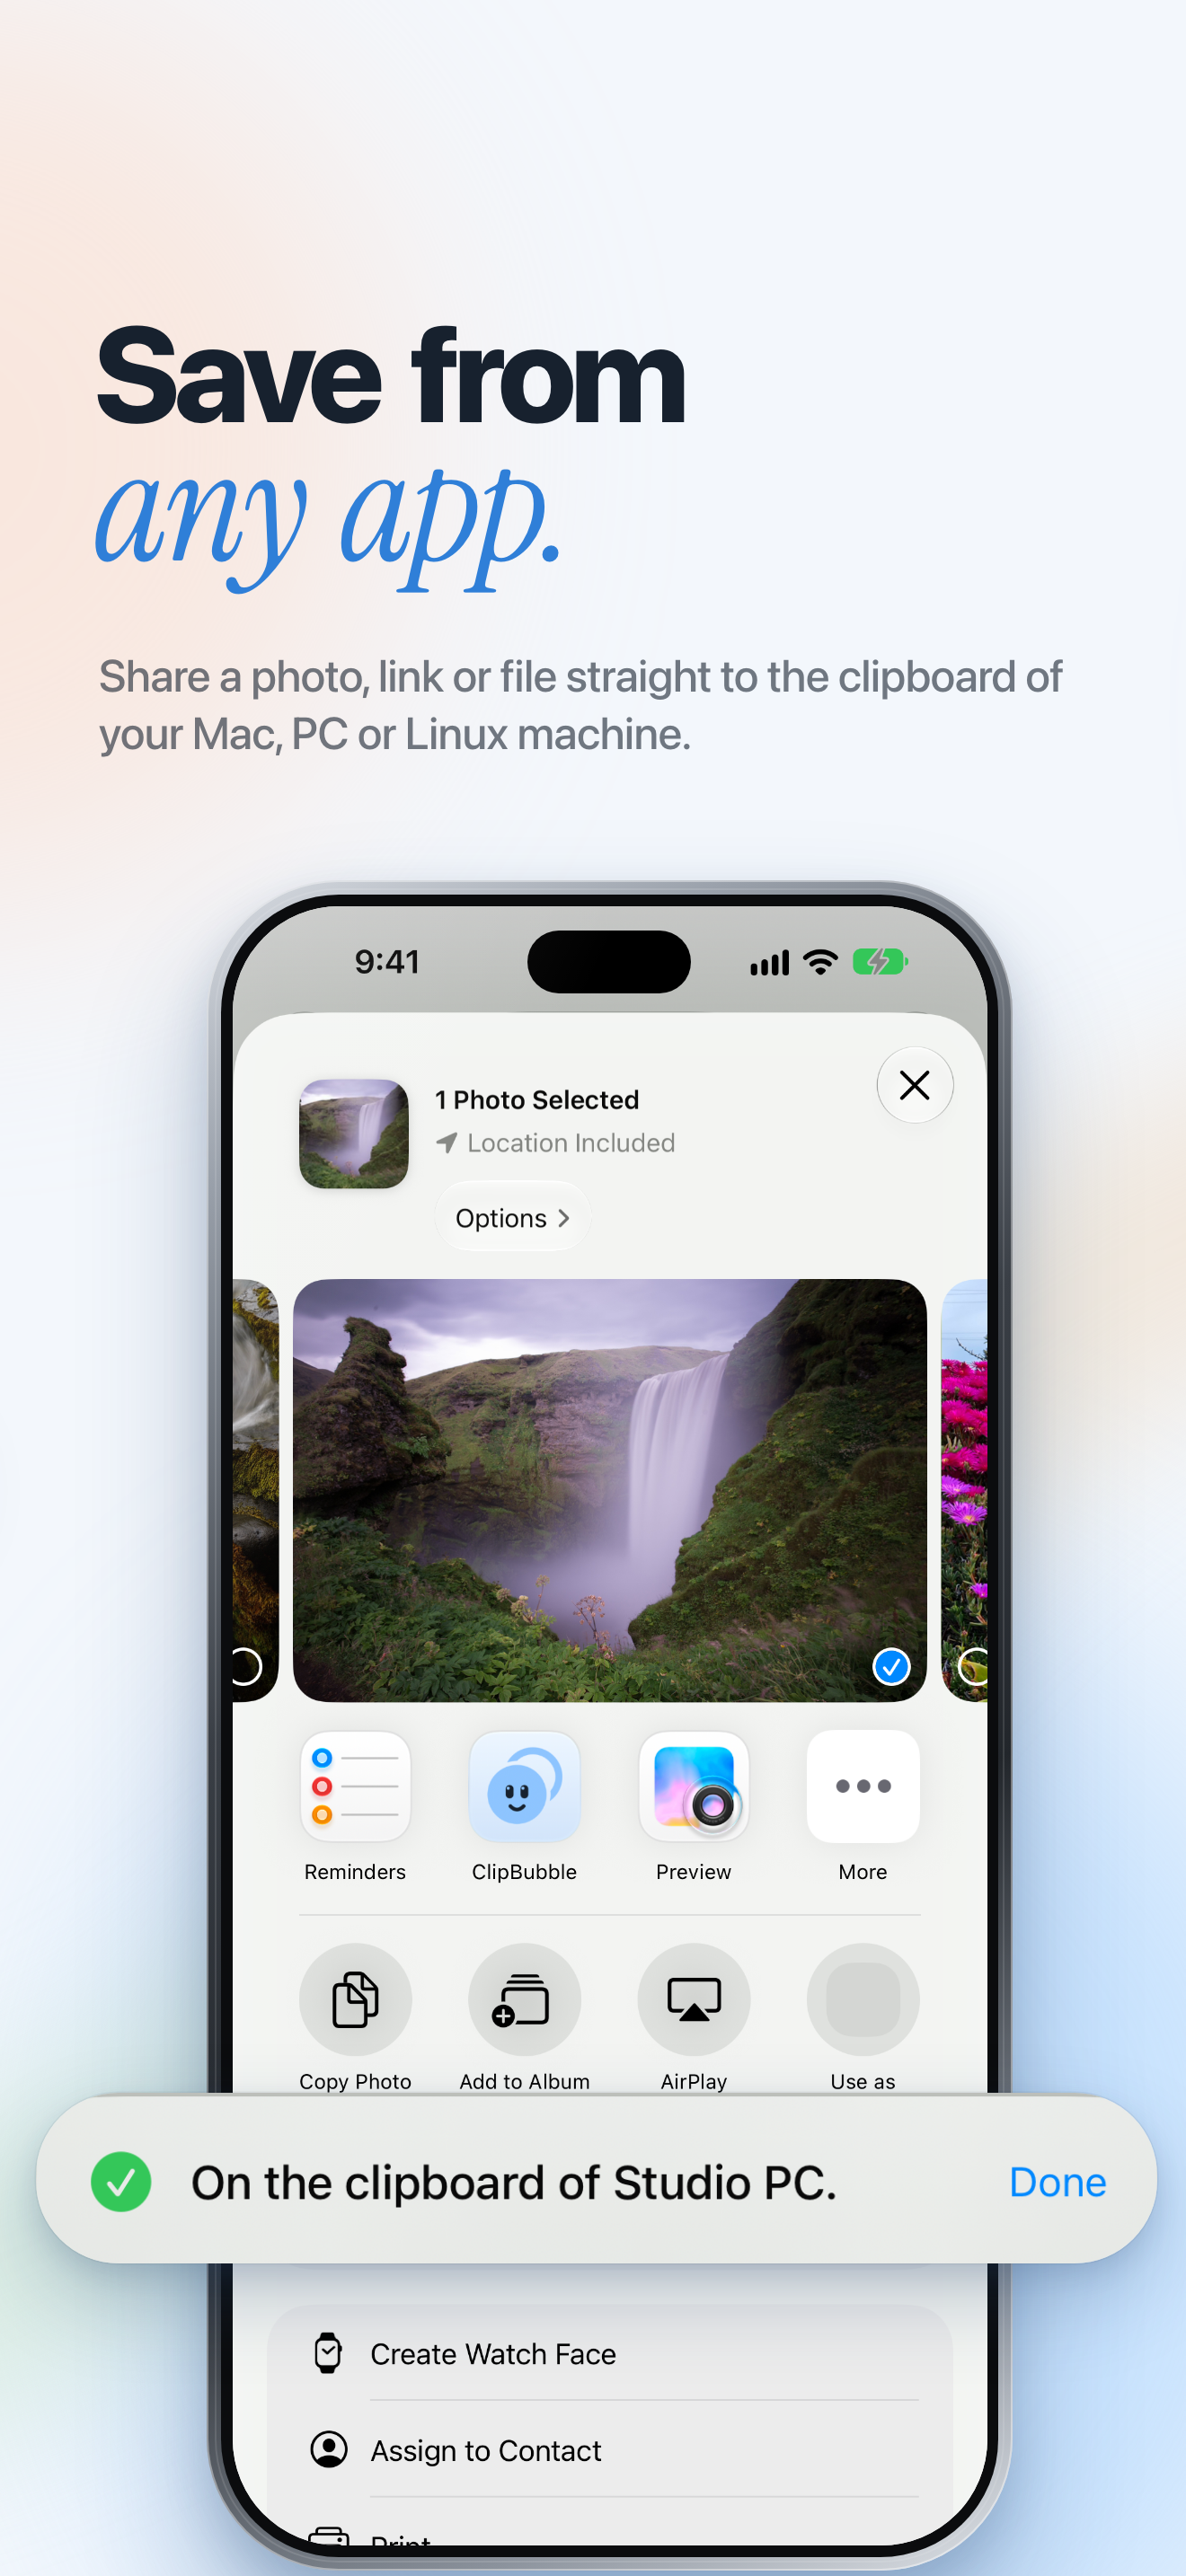 Save from
any app.
Share a photo, link or file straight to the clipboard of
your Mac, PC or Linux machine.
9:41
1 Photo Selected
Location Included
Options
Reminders
ClipBubble
Preview
More
Copy Photo
Add to Album
AirPlay
Use as
On the clipboard of Studio PC.
Done
Create Watch Face
Assign to Contact
Print